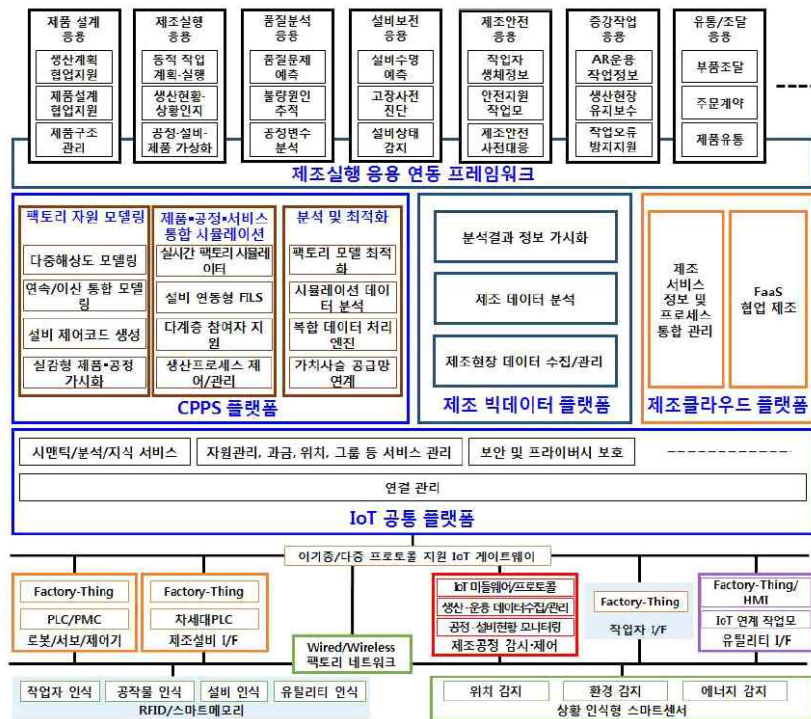 제품 설계
응용
생산계획
협업지원
제품설계
협업지원
제품구조
관리
제조실행
응용
동적 작업
계획·실행
생산현황·
상황인지
공정·설비·
제품 가상화
품질분석
응용
품질문제
예측
불량원인
추적
공정변수
분석
설비보전
응용
설비수명
예측
고장사전
진단
설비상태
감지
제조안전
응용
작업자
생체정보
안전지원
작업모
제조안전
사전대응
증강작업
응용
AR운용
작업정보
생산현장
유지보수
작업오류
방지지원
유통/조달
응용
부품조달
주문계약
제품유통
제조실행 응용 연동 프레임워크
팩토리 자원 모델링
다중해상도 모델링
연속/이산 통합 모델
링
설비 제어코드 생성
실감형 제품▪공정
가시화
제품▪공정▪서비스
통합 시뮬레이션
실시간 팩토리 시뮬레
이터
설비 연동형 FILS
다계층 참여자 지
원
생산프로세스 제
어/관리
분석 및 최적화
팩토리 모델 최적
화
시뮬레이션 데이
터 분석
복합 데이터 처리
엔진
가치사슬 공급망
연계
CPPS 플랫폼
분석결과 정보 가시화
제조 데이터 분석
제조현장 데이터 수집/관리
제조 빅데이터 플랫폼
제조
서비스
정보 및
프로세스
통합 관리
FaaS
협업 제조
제조클라우드 플랫폼
시맨틱/분석/지식 서비스
자원관리, 과금, 위치, 그룹 등 서비스 관리
보안 및 프라이버시 보호
연결 관리
IoT 공통 플랫폼
이기종/다중 프로토콜 지원 IoT 게이트웨이
Factory-Thing
PLC/PMC
로봇/서보/제어기
Factory-Thing
차세대PLC
제조설비 I/F
Wired/Wireless
팩토리 네트워크
IoT 미들웨어/프로토콜
생산·운용 데이터수집/관리
공정·설비현황 모니터링
제조공정 감시·제어
Factory-Thing
작업자 I/F
Factory-Thing/
HMI
IoT 연계 작업모
유틸리티 I/F
작업자 인식
공작물 인식
설비 인식
유틸리티 인식
RFID/스마트메모리
위치 감지
환경 감지
에너지 감지
상황 인식형 스마트센서